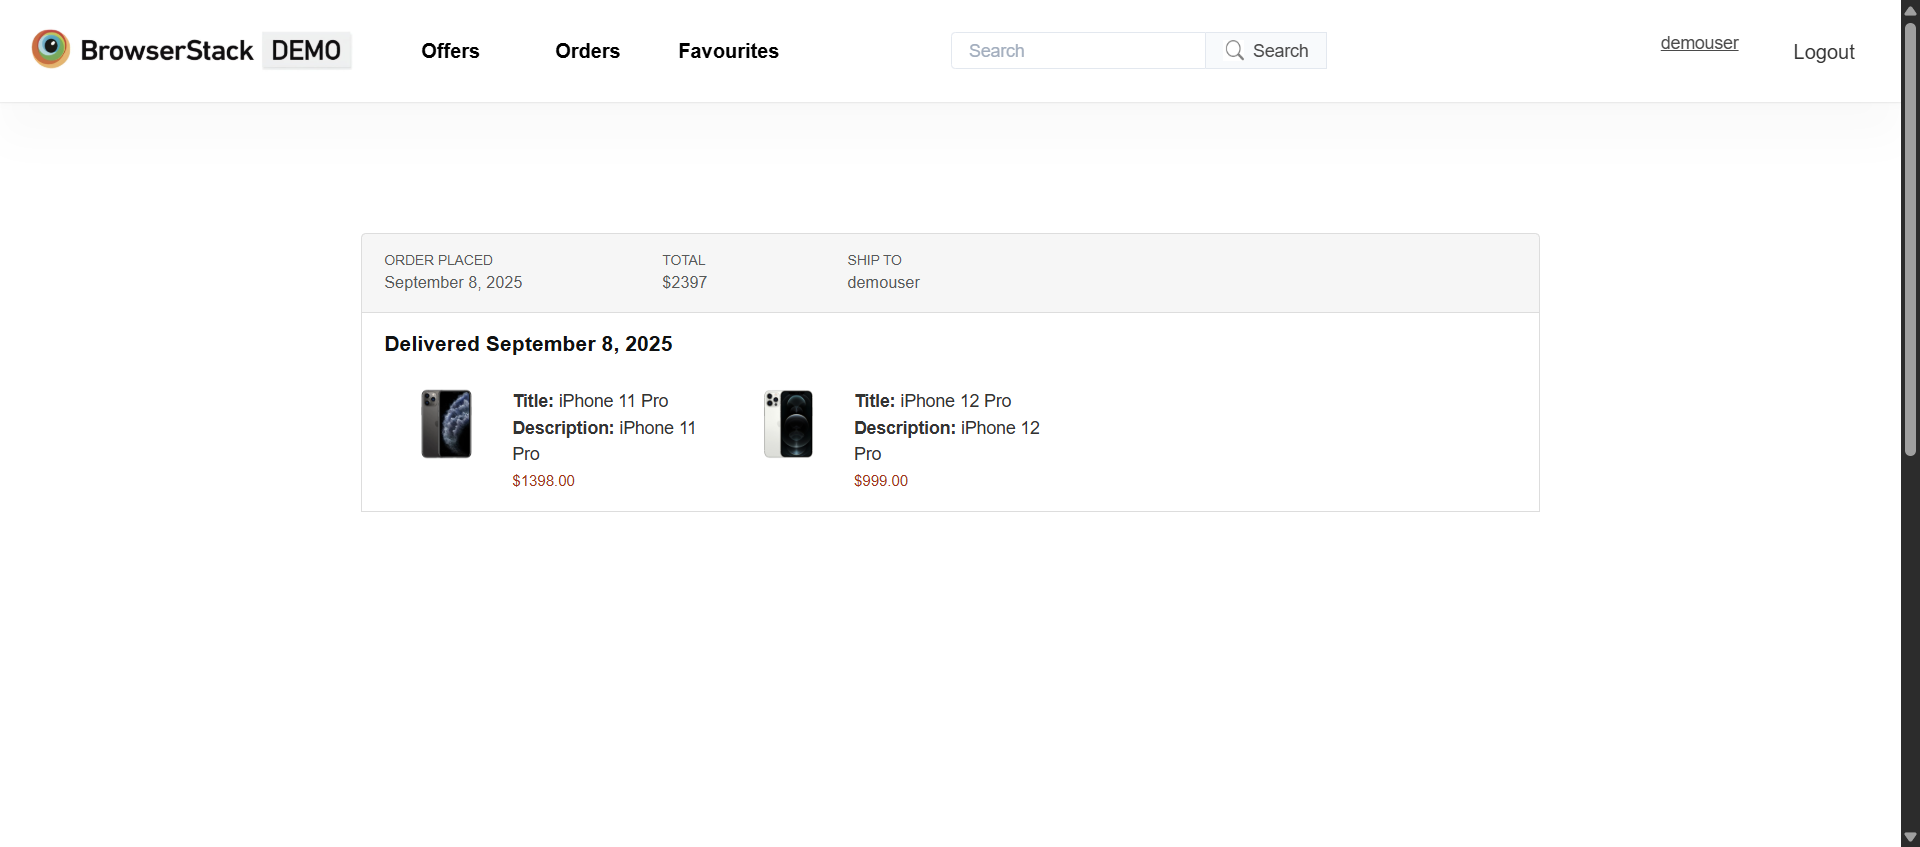 BrowserStack DEMO
Offers
Orders
Favourites
Search
Search
demouser
Logout
ORDER PLACED
September 8, 2025
TOTAL
$2397
SHIP TO
demouser
Delivered September 8, 2025
Title: iPhone 11 Pro
Description: iPhone 11
Pro
$1398.00
Title: iPhone 12 Pro
Description: iPhone 12
Pro
$999.00